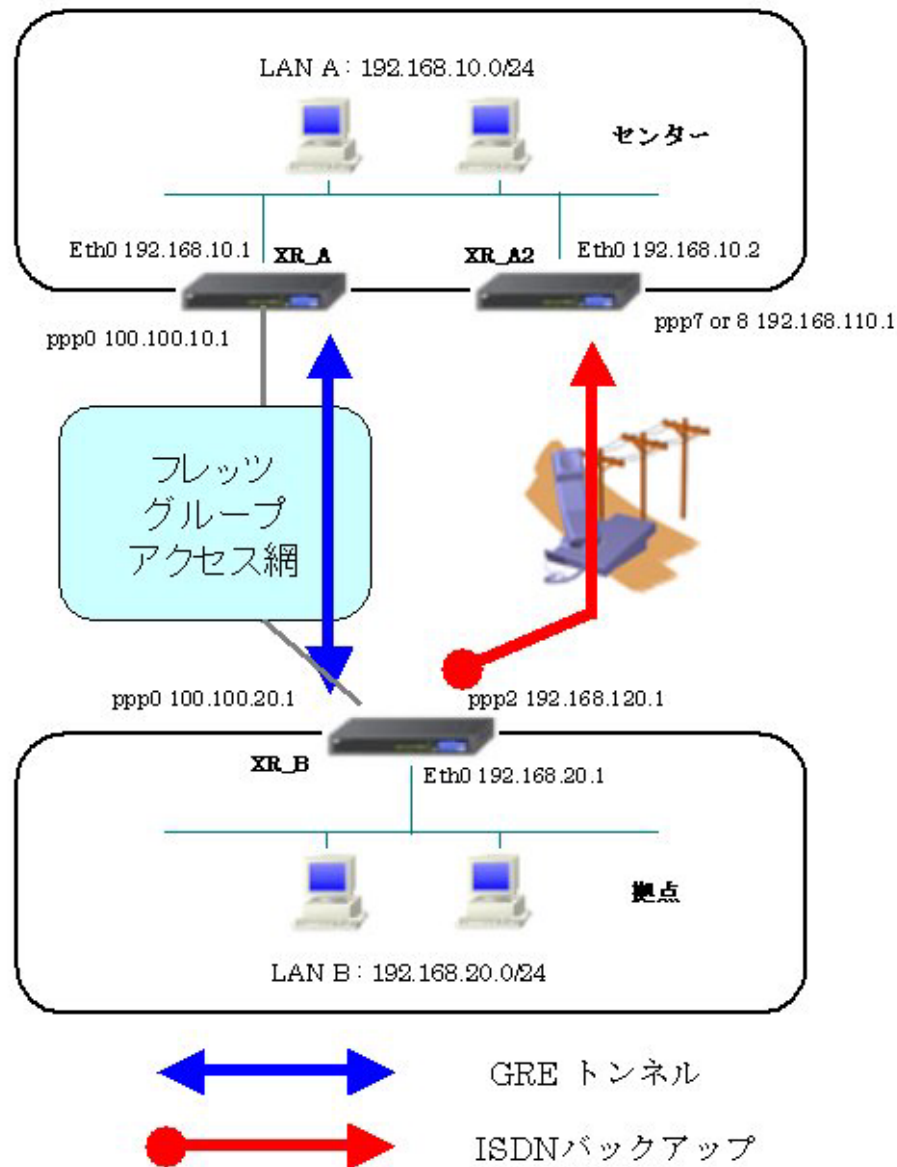 LAN A : 192.168.10.0/24
センター
Eth0 192.168.10.1
XR_A
XR_A2
Eth0 192.168.10.2
ppp0 100.100.10.1
ppp7 or 8 192.168.110.1
フレッツ
グループ
アクセス網
ppp0 100.100.20.1
ppp2 192.168.120.1
XR_B
Eth0 192.168.20.1
拠点
LAN B : 192.168.20.0/24
GRE トンネル
ISDNバックアップ